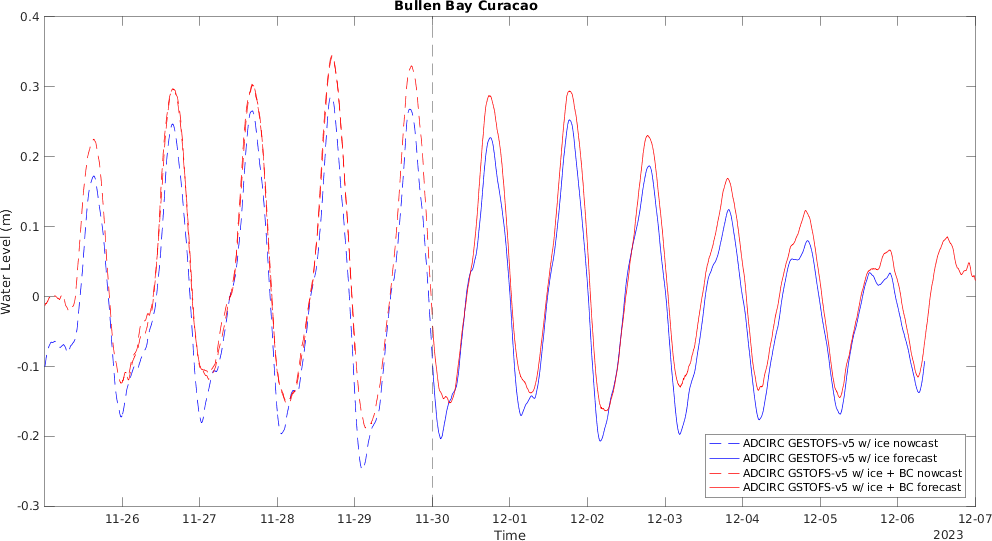 Bullen Bay Curacao
Water Level (m)
0.4
0.3
0.2
0.1
0
-0.1
-0.2
-0.3
ADCIRC GESTOFS-v5 w/ ice nowcast
ADCIRC GESTOFS-v5 w/ ice forecast
ADCIRC GSTOFS-v5 w/ ice + BC nowcast
ADCIRC GSTOFS-v5 w/ ice + BC forecast
11-26 11-27 11-28 11-29 11-30 12-01 12-02 12-03 12-04 12-05 12-06 12-07
Time
2023